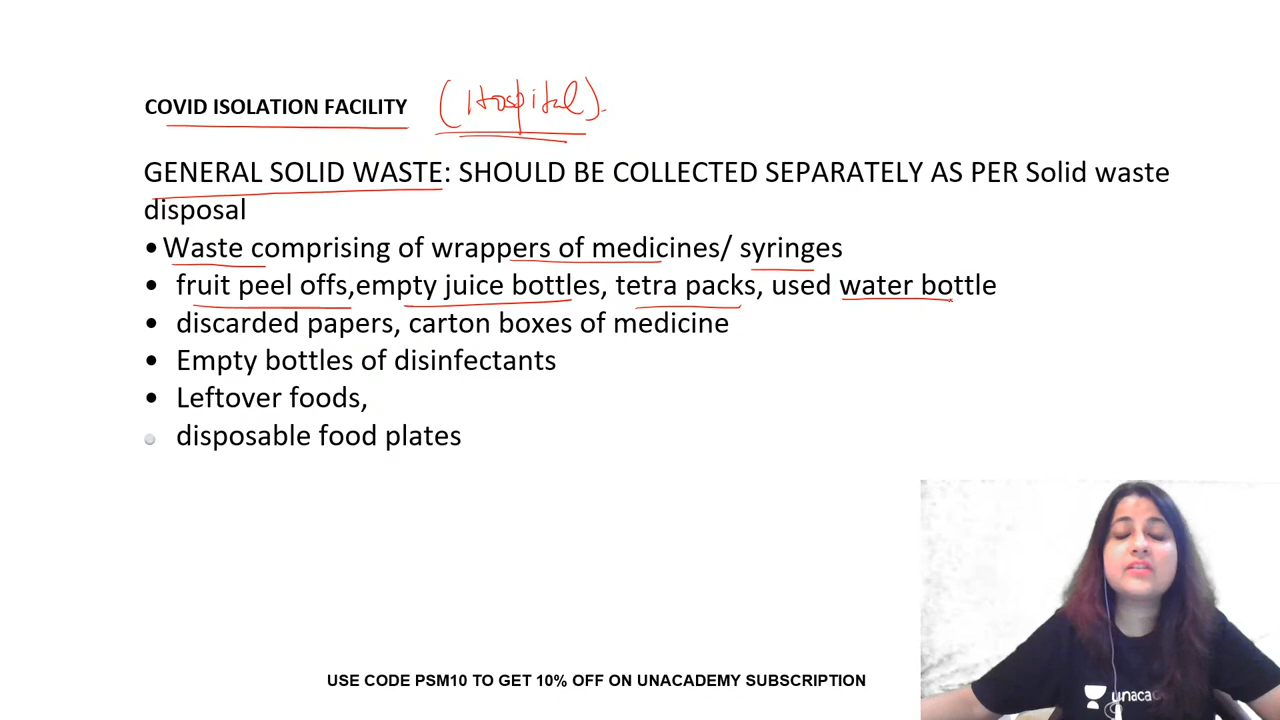 COVID ISOLATION FACILITY (Hospital).
GENERAL SOLID WASTE: SHOULD BE COLLECTED SEPARATELY AS PER Solid waste
disposal
•Waste comprising of wrappers of medicines/ syringes
• fruit peel offs,empty juice bottles, tetra packs, used water bottle
• discarded papers, carton boxes of medicine
• Empty bottles of disinfectants
• Leftover foods,
• disposable food plates
unaca
USE CODE PSM10 TO GET 10% OFF ON UNACADEMY SUBSCRIPTION